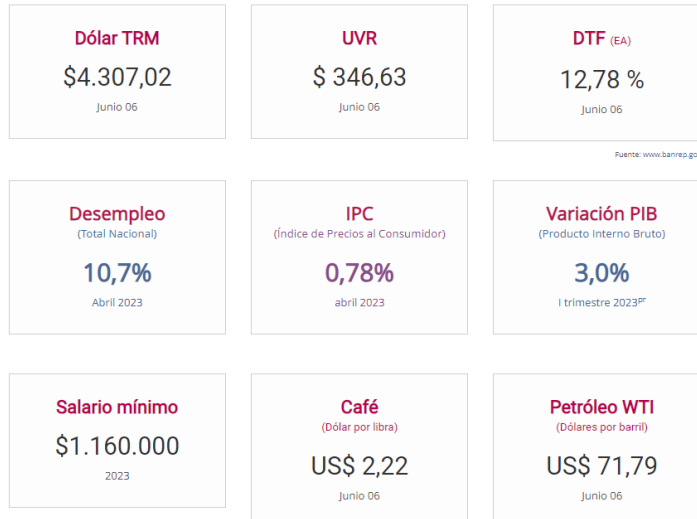 Dólar TRM
$4.307,02
Junio 06
UVR
$ 346,63
Junio 06
DTF (EA)
12,78 %
Junio 06
Fuente: www.banrep.go
Desempleo
(Total Nacional)
10,7%
Abril 2023
IPC
(Índice de Precios al Consumidor)
0,78%
abril 2023
Variación PIB
(Producto Interno Bruto)
3,0%
I trimestre 2023pr
Salario mínimo
$1.160.000
2023
Café
(Dólar por libra)
US$ 2,22
Junio 06
Petróleo WTI
(Dólares por barril)
US$ 71,79
Junio 06